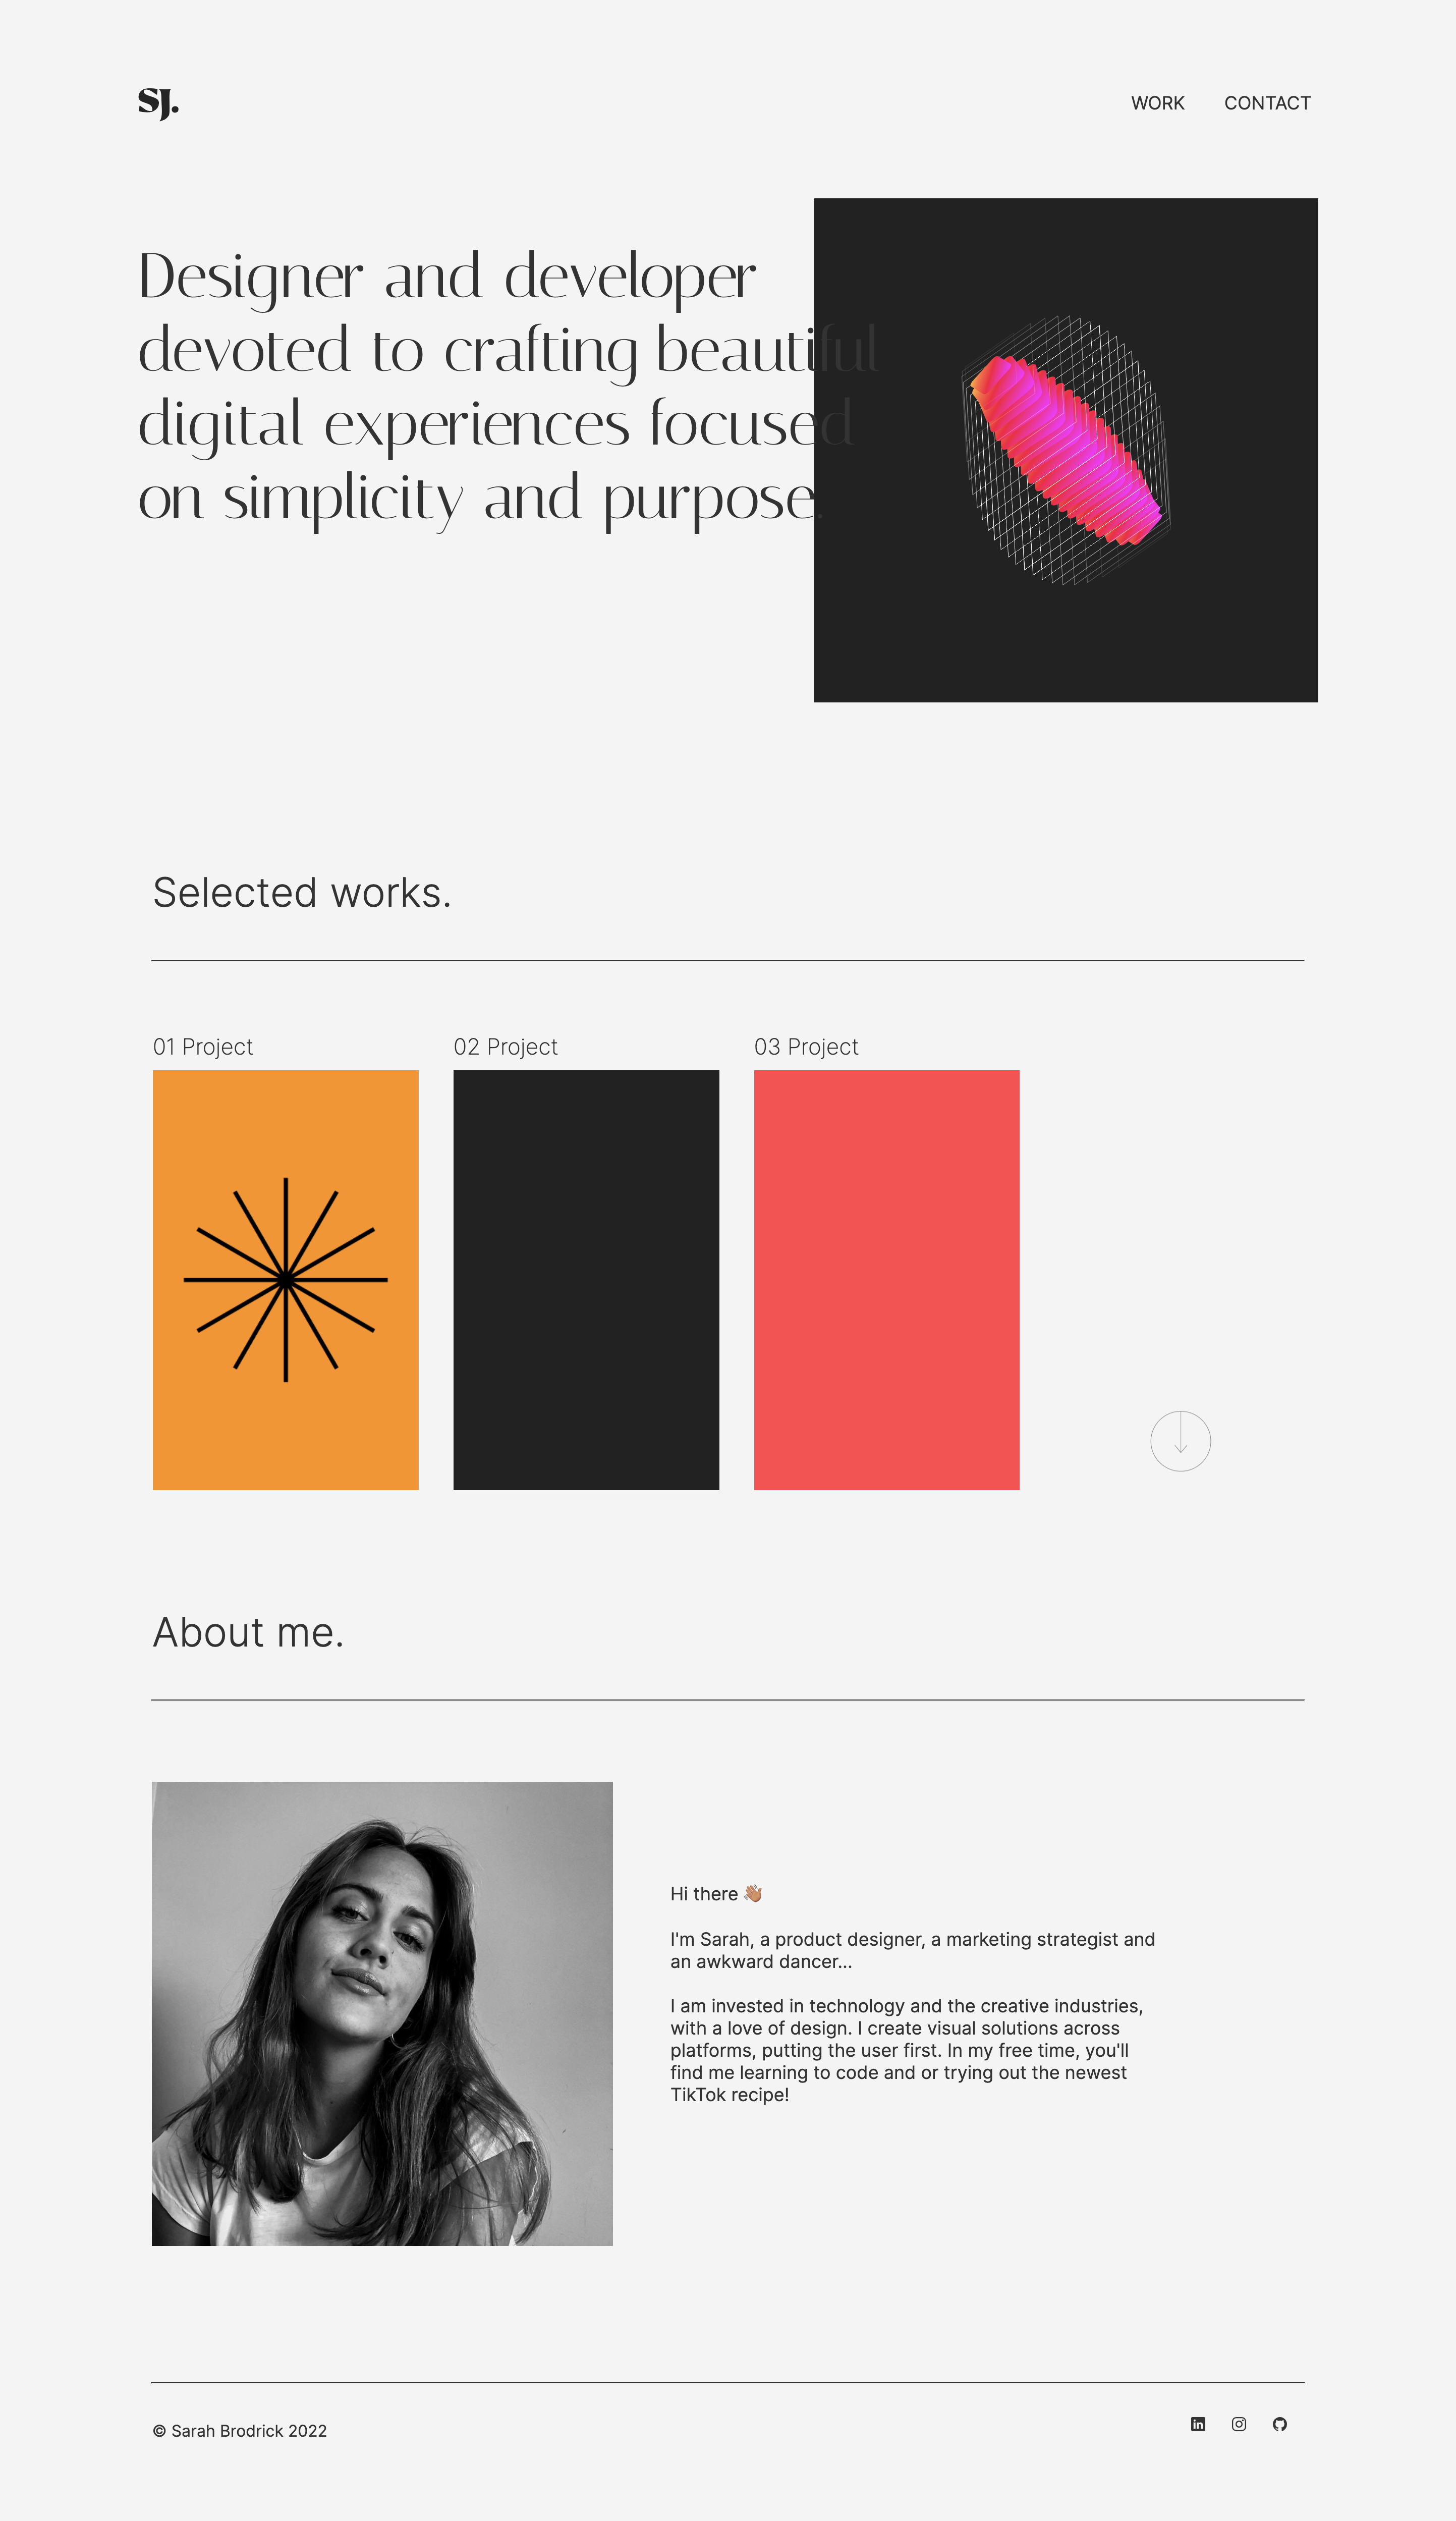 SJ.
WORK
CONTACT
Designer and developer
devoted to crafting beautiful
digital experiences focused
on simplicity and purpose.
Selected works.
01 Project
02 Project
03 Project
About me.
Hi there 👋🏽
I'm Sarah, a product designer, a marketing strategist and
an awkward dancer...
I am invested in technology and the creative industries,
with a love of design. I create visual solutions across
platforms, putting the user first. In my free time, you'll
find me learning to code and or trying out the newest
TikTok recipe!
© Sarah Brodrick 2022
in